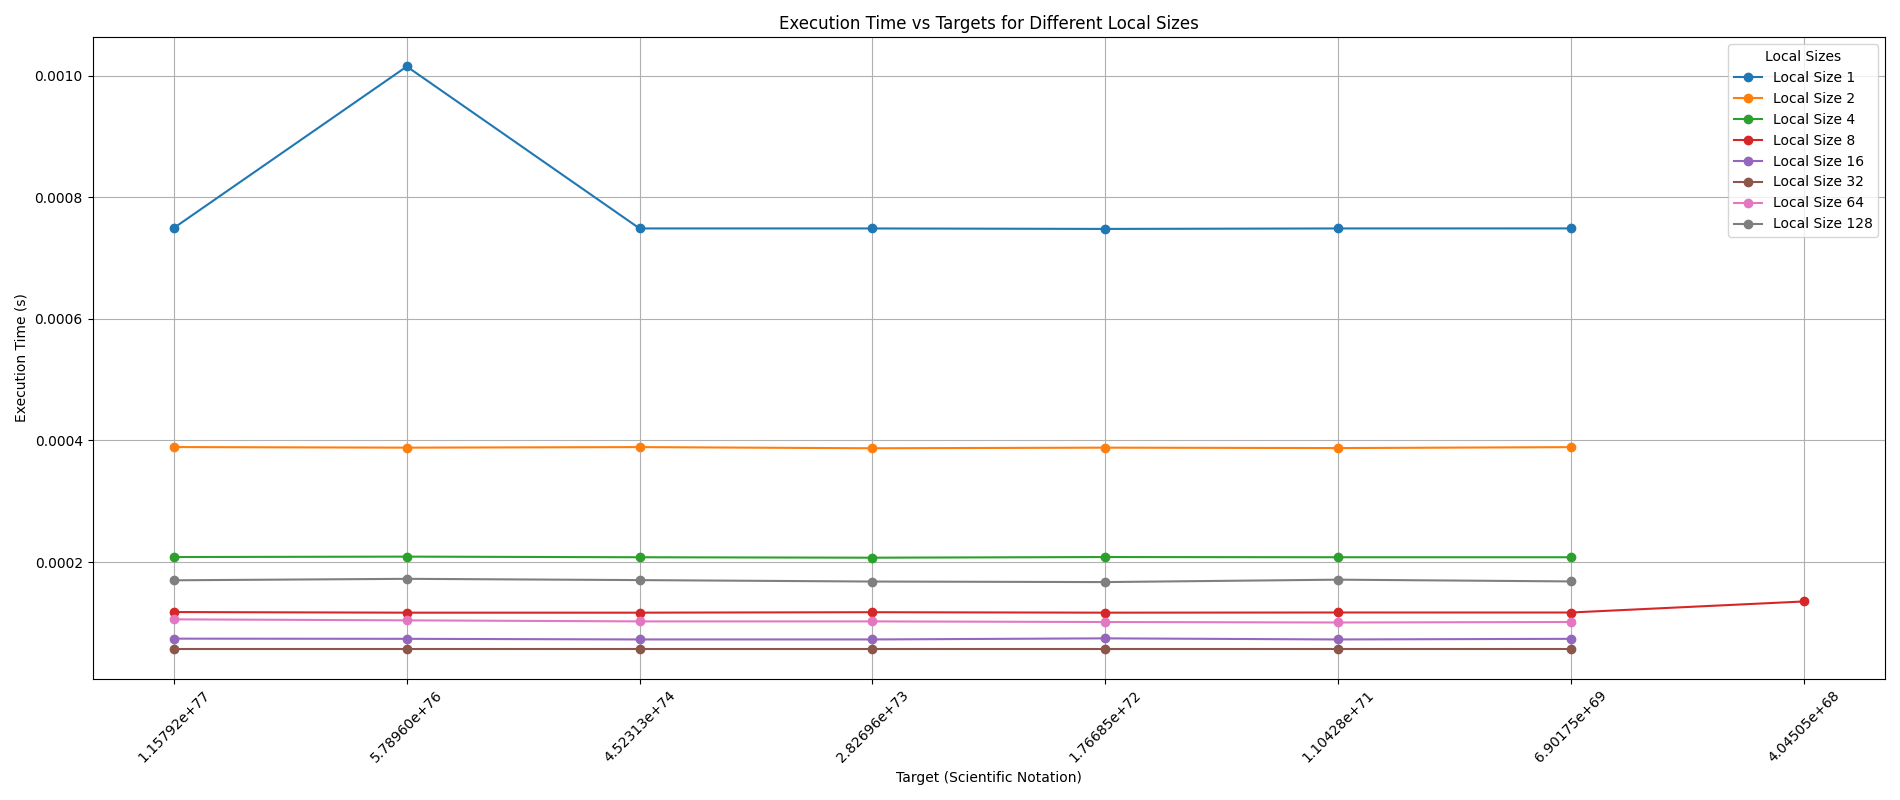 Execution Time vs Targets for Different Local Sizes
Execution Time (s)
0.0010
0.0008
0.0006
0.0004
0.0002
Local Sizes
Local Size 1
Local Size 2
Local Size 4
Local Size 8
Local Size 16
Local Size 32
Local Size 64
Local Size 128
1.15792e+77
5.78960e+76
4.52313e+74
2.82696e+73
1.76685e+72
1.10428e+71
6.90175e+69
4.04505e+68
Target (Scientific Notation)